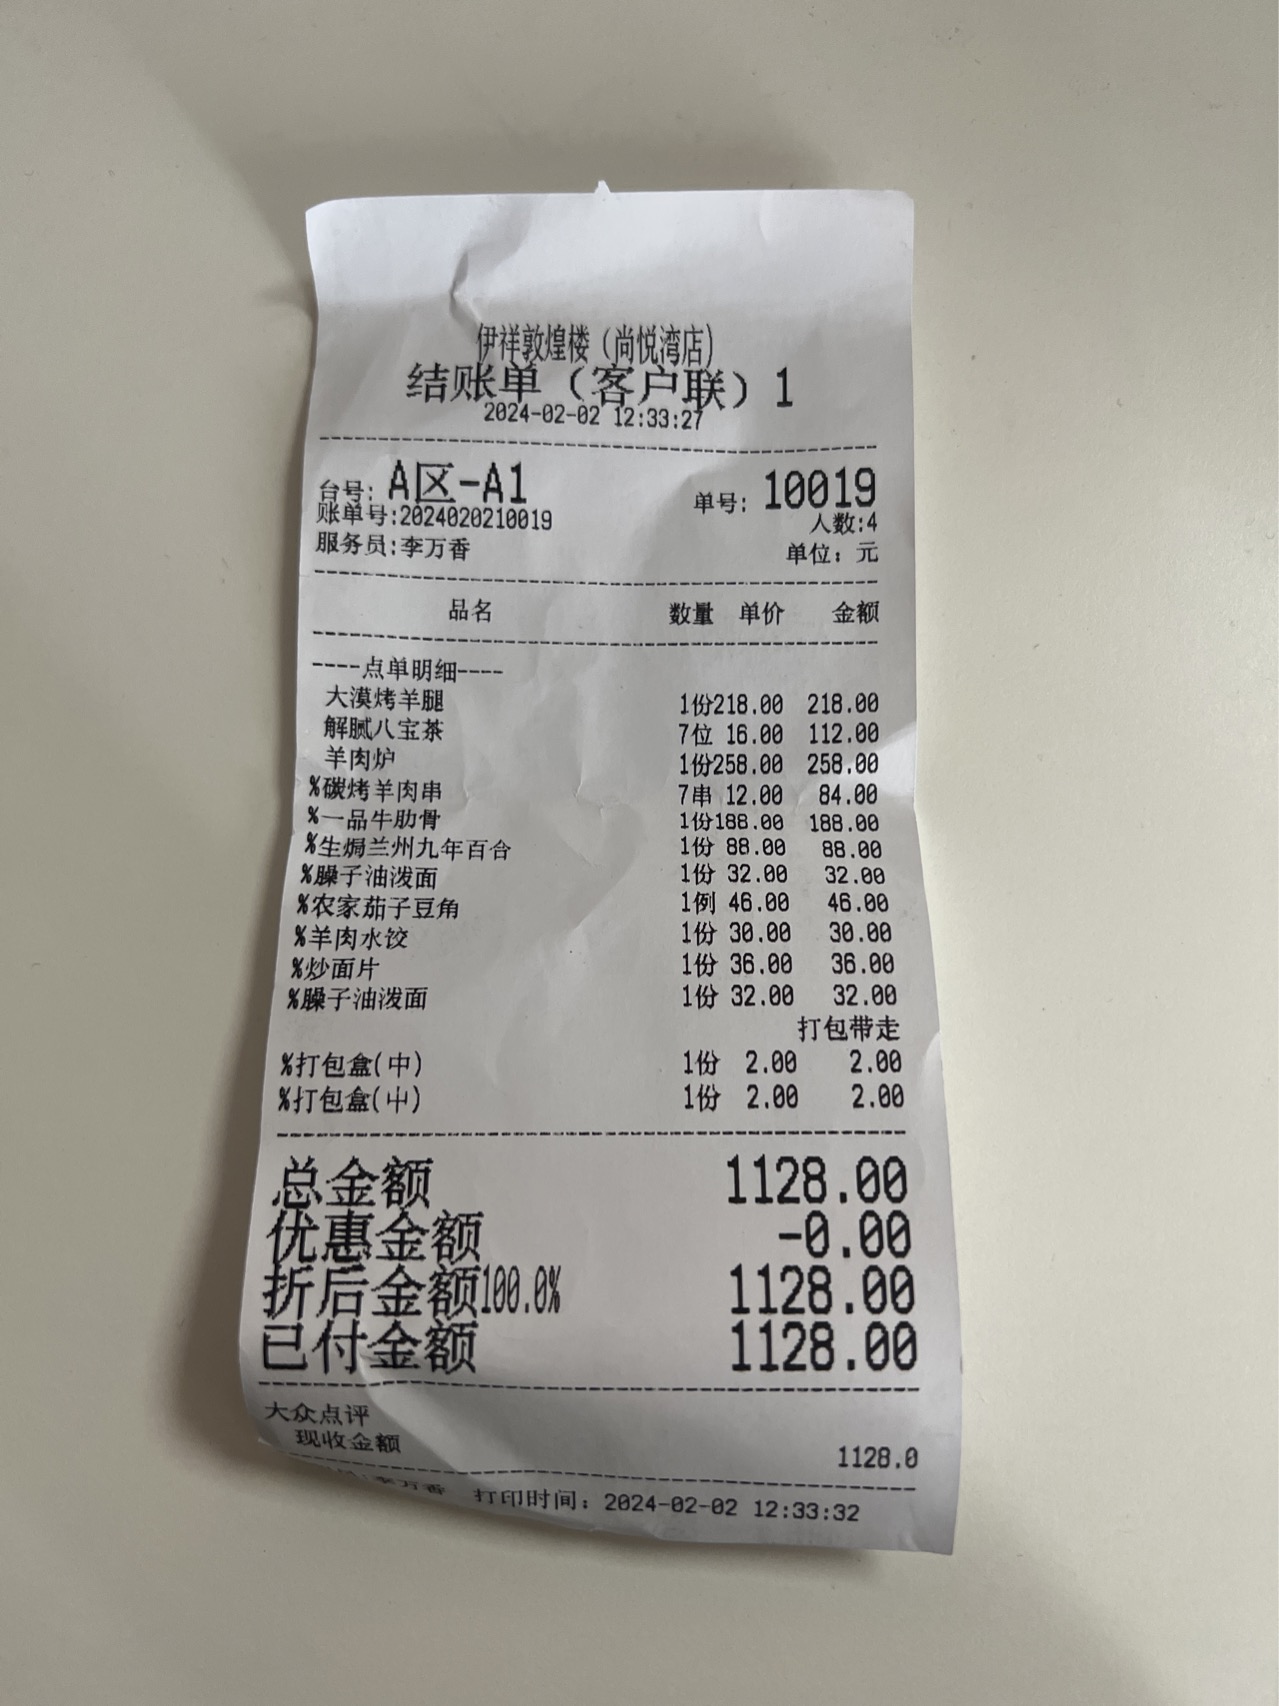 伊祥敦煌楼（尚悦湾店）
结账单（客户联）1
2024-02-02 12:33:27
台号: A区-A1 单号: 10019
账单号:2024020210019 人数:4
服务员:李万香 单位: 元
品名 数量 单价 金额
----点单明细----
大漠烤羊腿 1份218.00 218.00
解腻八宝茶 7位 16.00 112.00
羊肉炉 1份258.00 258.00
%碳烤羊肉串 7串 12.00 84.00
%一品牛肋骨 1份188.00 188.00
%生焗兰州九年百合 1份 88.00 88.00
%臊子油泼面 1份 32.00 32.00
%农家茄子豆角 1例 46.00 46.00
%羊肉水饺 1份 30.00 30.00
%炒面片 1份 36.00 36.00
%臊子油泼面 1份 32.00 32.00
打包带走
%打包盒(中) 1份 2.00 2.00
%打包盒(中) 1份 2.00 2.00
总金额 1128.00
优惠金额 -0.00
折后金额100.0% 1128.00
已付金额 1128.00
大众点评
现收金额 1128.0
李万香 打印时间: 2024-02-02 12:33:32